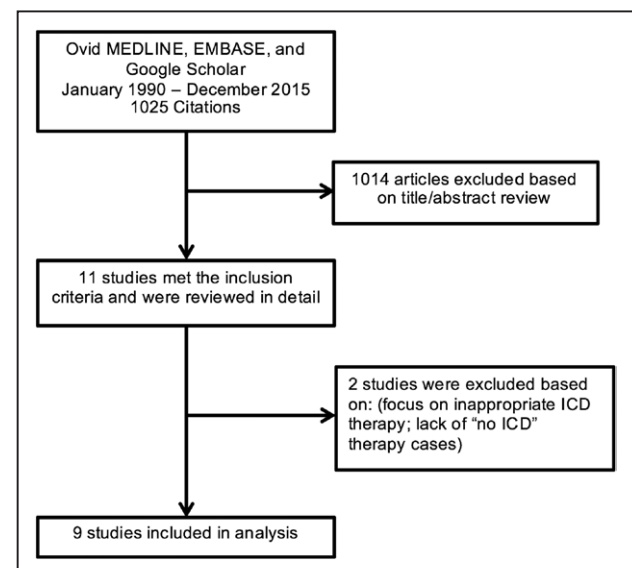 Ovid MEDLINE, EMBASE, and
Google Scholar
January 1990 – December 2015
1025 Citations
1014 articles excluded based
on title/abstract review
11 studies met the inclusion
criteria and were reviewed in detail
2 studies were excluded based
on: (focus on inappropriate ICD
therapy; lack of “no ICD”
therapy cases)
9 studies included in analysis